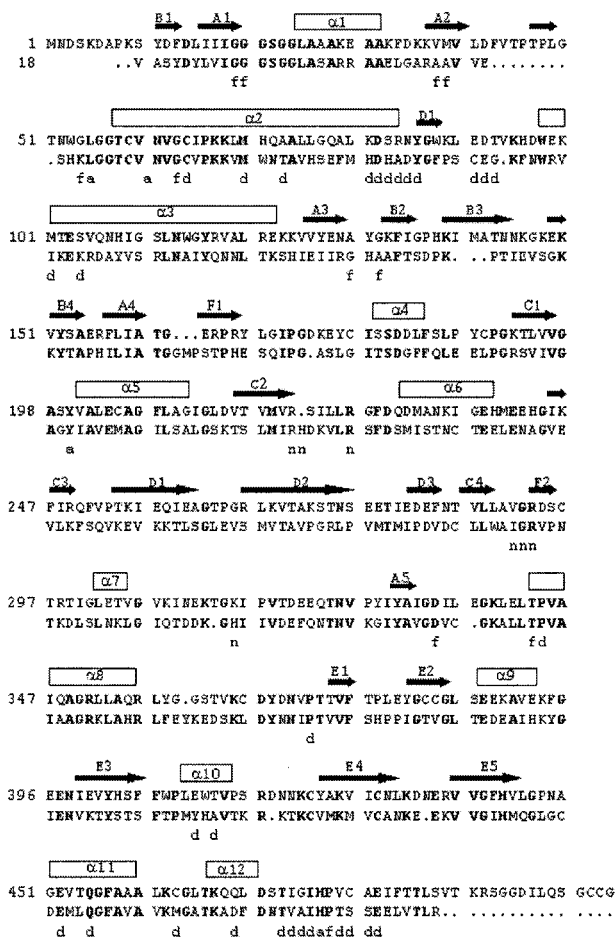 B1 A1 α1 A2
1 MNDSKDAPKS YDFDLIIIGG GSGGLAAAKE AAKFDKKVMV LDFVTPTPLG
18 ..V ASYDYLVIGG GSGGLASARR AAELGARAAV VE........
ff ff
α2 D1
51 TNWGLGGTCV NVGCIPKKLM HQAALLGQAL KDSRNYGWKL EDTVKHDWEK
.SHKLGGTCV NVGCVPKKVM WNTAVHSEFM HDHADYGFPS CEG.KFNWRV
fa a fd d d dddddd ddd
α3 A3 B2 B3
101 MTESVQNHIG SLNWGYRVAL REKKVVYENA YGKFIGPHKI MATNNKGKEK
IKEKRDAYVS RLNAIYQNNL TKSHIEIIRG HAAFTSDPK. .PTIEVSGK
d d f f
B4 A4 F1 α4 C1
151 VYSAERFLIA TG...ERPRY LGIPGDKEYC ISSDDLFSLP YCPGKTLVVG
KYTAPHILIA TGGMPSTPHE SQIPG.ASLG ITSDGFFQLE ELPGRSVIVG
α5 C2 α6
198 ASYVALECAG FLAGIGLDVT VMVR.SILLR GFDQDMANKI GEHMEEHGIK
AGYIAVEMAG ILSALGSKTS LMIRHDKVLR SFDSMISTNC TEELENAGVE
a nn n
C3 D1 D2 D3 C4 F2
247 FIRQFVPTKI EQIEAGTPGR LKVTAKSTNS EETIEDEFNT VLLAVGRDSC
VLKFSQVKEV KKTLSGLEVS MVTAVPGRLP VMTMIPDVDC LLWAIGRVPN
nnn
α7 A5
297 TRTIGLETVG VKINEKTGKI PVTDEEQTNV PYIYAIGDIL EGKLELTPVA
TKDLSLNKLG IQTDDK.GHI IVDEFQNTNV KGIYAVGDVC .GKALLTPVA
n f fd
α8 E1 E2 α9
347 IQAGRLLAQR LYG.GSTVKC DYDNVPTTVF TPLEYGCCGL SEEKAVEKFG
IAAGRKLAHR LFEYKEDSKL DYNNIPTVVF SHPPIGTVGL TEDEAIHKYG
d
E3 α10 E4 E5
396 EENIEVYHSF FWPLEWTVPS RDNNKCYAKV ICNLKDNERV VGFHVLGPNA
IENVKTYSTS FTPMYHAVTK R.KTKCVMKM VCANKE.EKV VGIHMQGLGC
d d
α11 α12
451 GEVTQGFAAA LKCGLTKQQL DSTIGIHPVC AEIFTTLSVT KRSGGDILQS GCCG
DEMLQGFAVA VKMGATKADF DNTVAIHPTS SEELVTLR.. .......... ....
d d d d ddddafdd dd